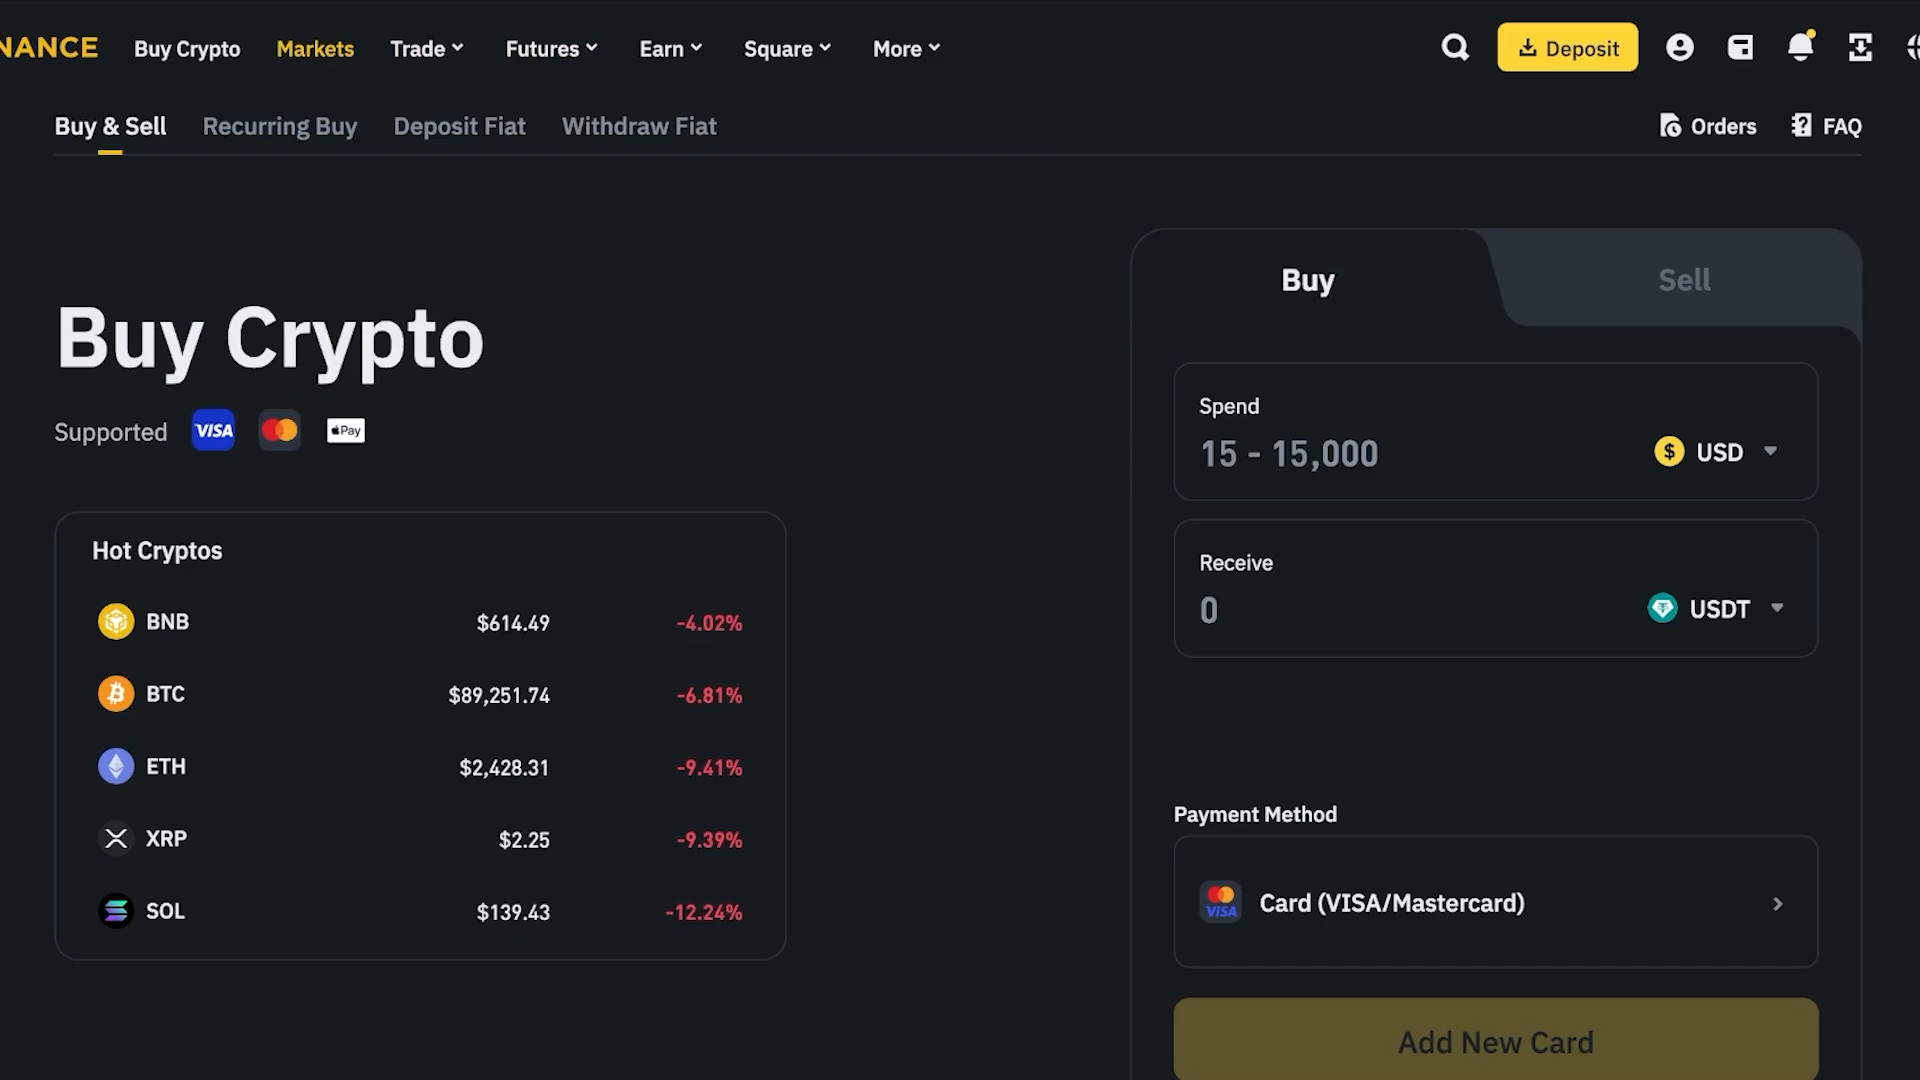 NANCE Buy Crypto Markets Trade Futures Earn Square More Deposit
Buy & Sell Recurring Buy Deposit Fiat Withdraw Fiat Orders FAQ
Buy Crypto
Supported VISA Pay
Hot Cryptos
BNB $614.49 -4.02%
BTC $89,251.74 -6.81%
ETH $2,428.31 -9.41%
XRP $2.25 -9.39%
SOL $139.43 -12.24%
Buy Sell
Spend
15 - 15,000 $ USD
Receive
0 USDT
Payment Method
VISA Card (VISA/Mastercard)
Add New Card